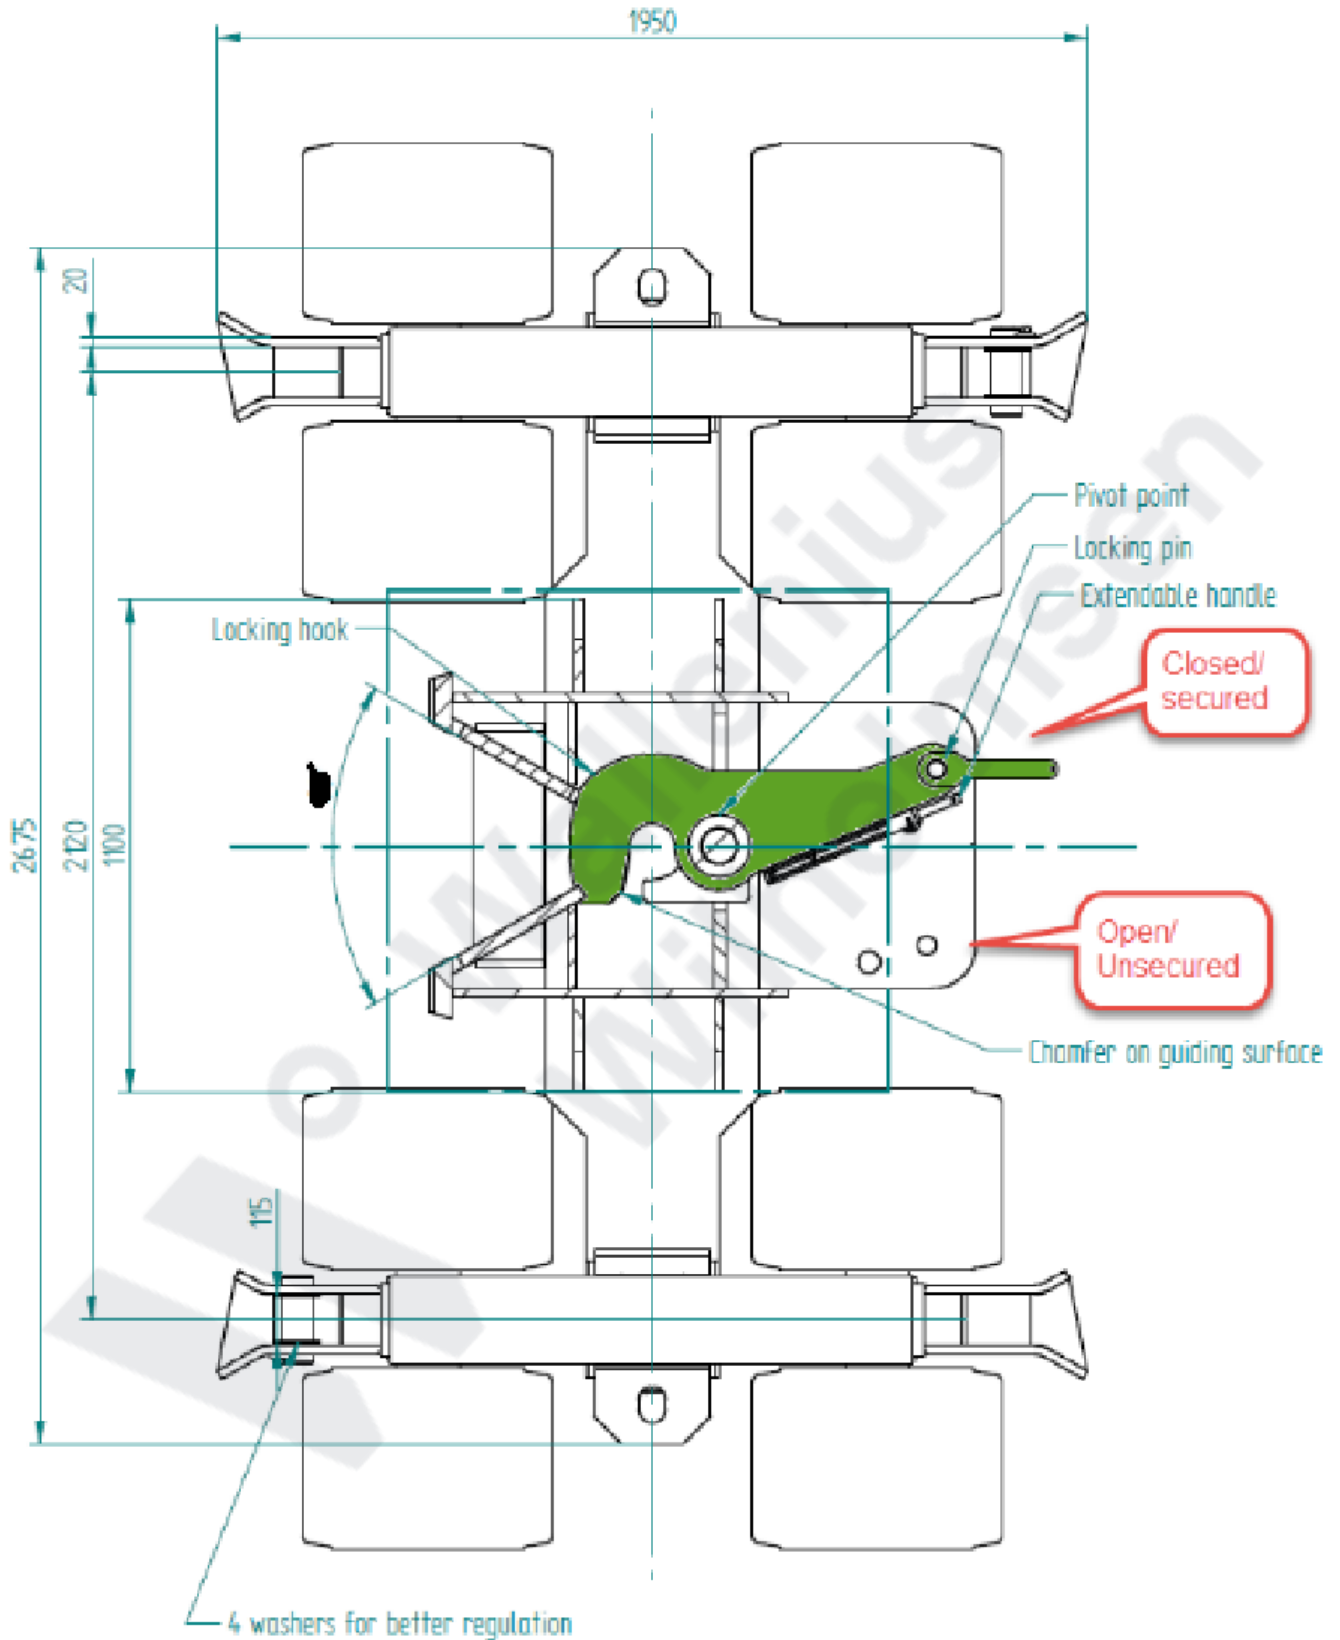 1950
20
Pivot point
Locking pin
Extendable handle
Locking hook
Closed/
secured
2675
2120
1100
Open/
Unsecured
Chamfer on guiding surface
115
4 washers for better regulation
Wallenius
Wilhelmsen